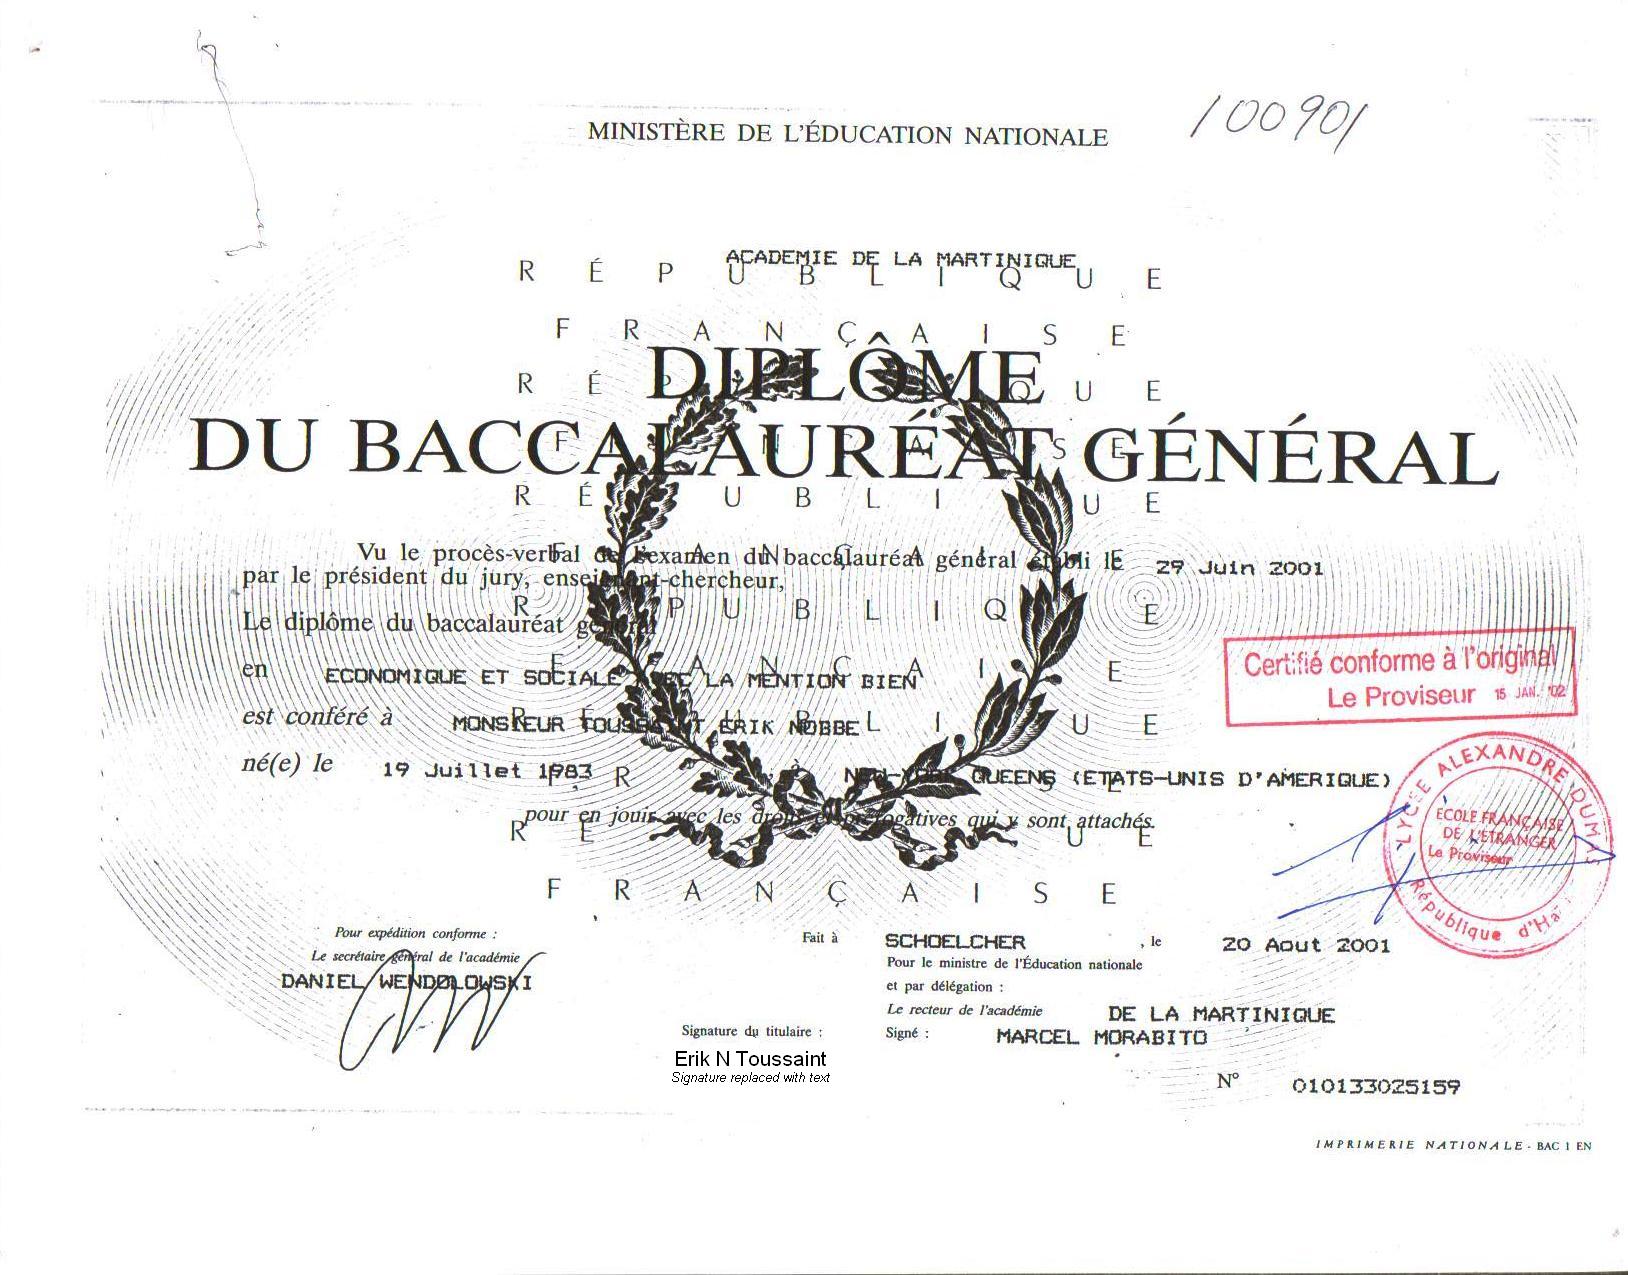 100901
MINISTÈRE DE L'ÉDUCATION NATIONALE
ACADEMIE DE LA MARTINIQUE
RÉPUBLIQUE
FRANÇAISE
DIPLÔME
DU BACCALAURÉAT GÉNÉRAL
Vu le procès-verbal de l'examen du baccalauréat général établi le 29 Juin 2001
par le président du jury, enseignant-chercheur,
Le diplôme du baccalauréat général
en ECONOMIQUE ET SOCIALE AVEC LA MENTION BIEN
est conféré à MONSIEUR TOUSSAINT ERIK NOBBE
né(e) le 19 Juillet 1983 à NEW-YORK QUEENS (ETATS-UNIS D'AMERIQUE)
pour en jouir avec les droits et prérogatives qui y sont attachés.
FRANÇAISE
Certifié conforme à l'original
Le Proviseur 15 JAN. '02
LYCÉE ALEXANDRE DUMAS
ÉCOLE FRANÇAISE
DE L'ÉTRANGER
Le Proviseur
République d'Haï
Pour expédition conforme :
Le secrétaire général de l'académie
DANIEL WENDOLOWSKI
Fait à SCHOELCHER , le 20 Aout 2001
Pour le ministre de l'Éducation nationale
et par délégation :
Le recteur de l'académie DE LA MARTINIQUE
Signé : MARCEL MORABITO
Signature du titulaire :
Erik N Toussaint
Signature replaced with text
N° 010133025159
IMPRIMERIE NATIONALE - BAC 1 EN